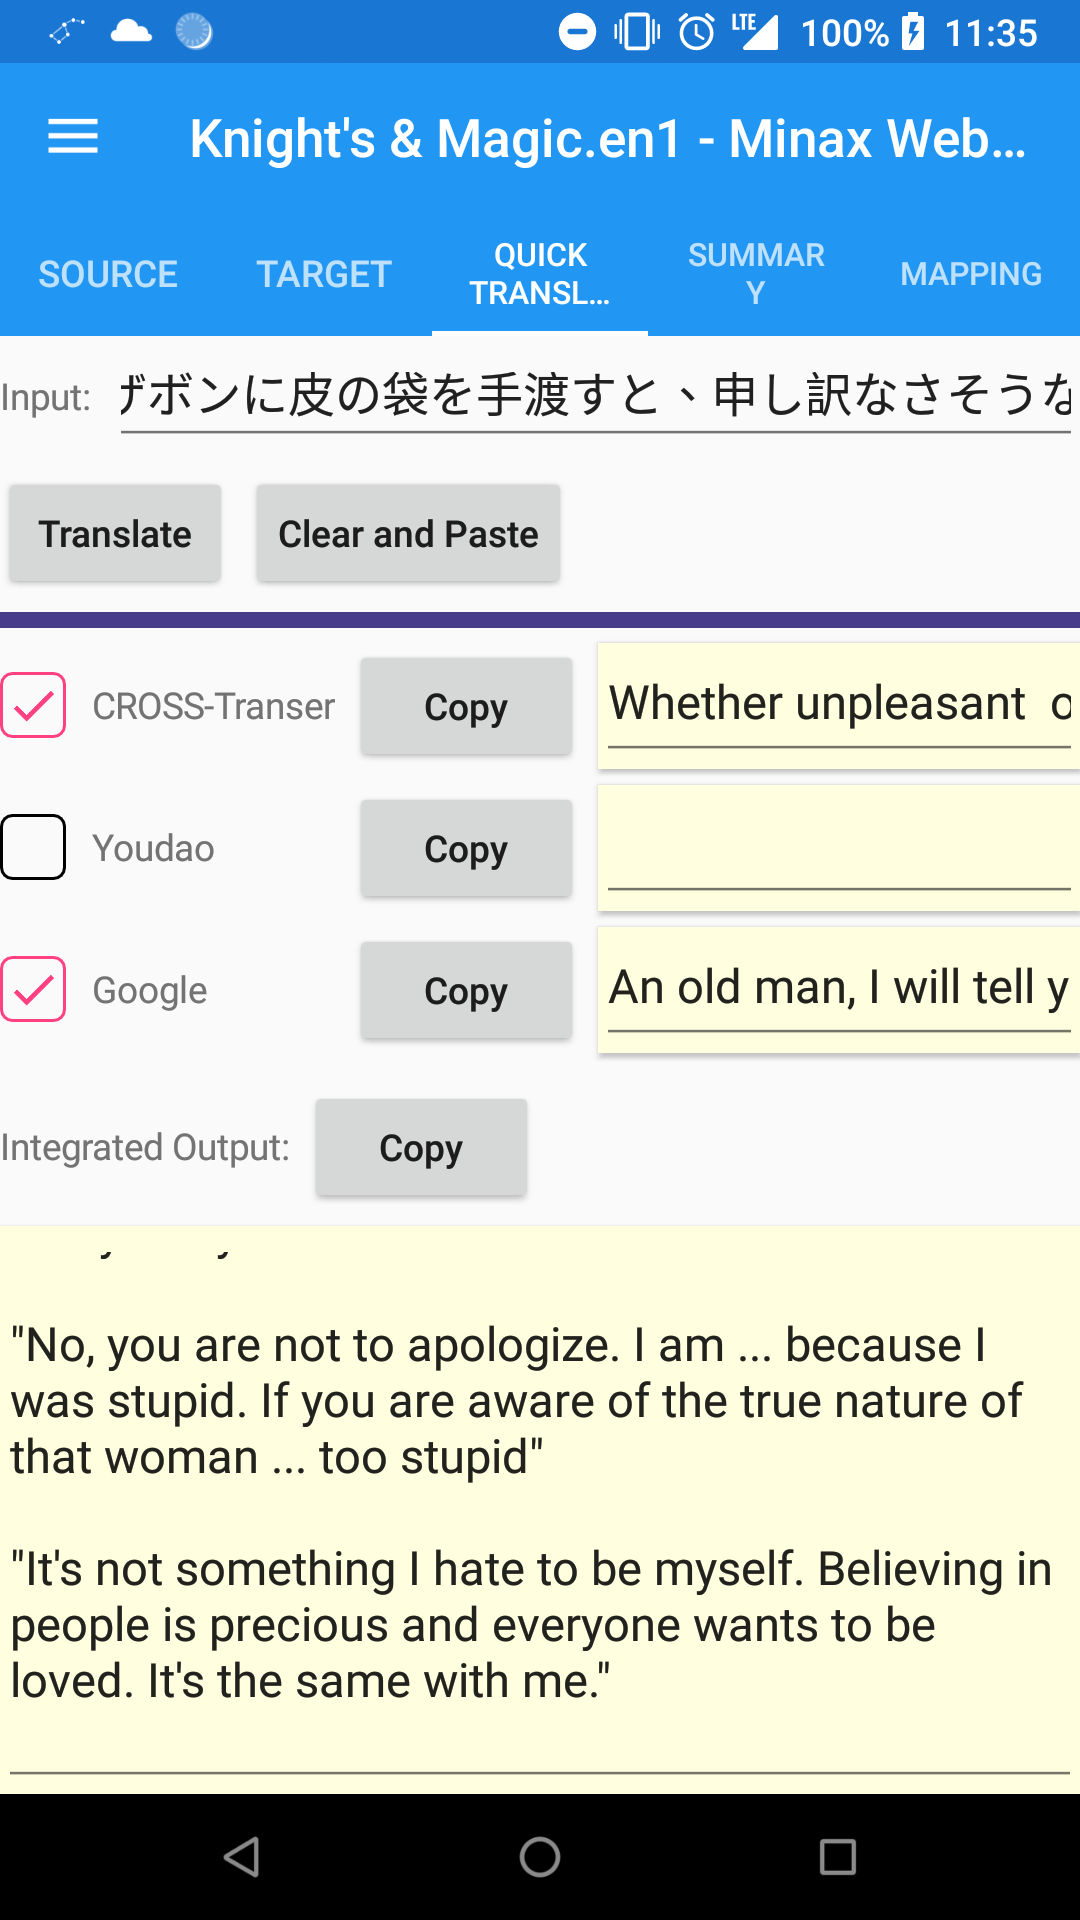 LTE 100% 11:35
Knight's & Magic.en1 - Minax Web...
SOURCE
TARGET
QUICK
TRANSL...
SUMMAR
Y
MAPPING
Input: ザボンに皮の袋を手渡すと、申し訳なさそうな
Translate
Clear and Paste
CROSS-Transer Copy Whether unpleasant o
Youdao Copy
Google Copy An old man, I will tell y
Integrated Output: Copy
"No, you are not to apologize. I am ... because I
was stupid. If you are aware of the true nature of
that woman ... too stupid"
"It's not something I hate to be myself. Believing in
people is precious and everyone wants to be
loved. It's the same with me."